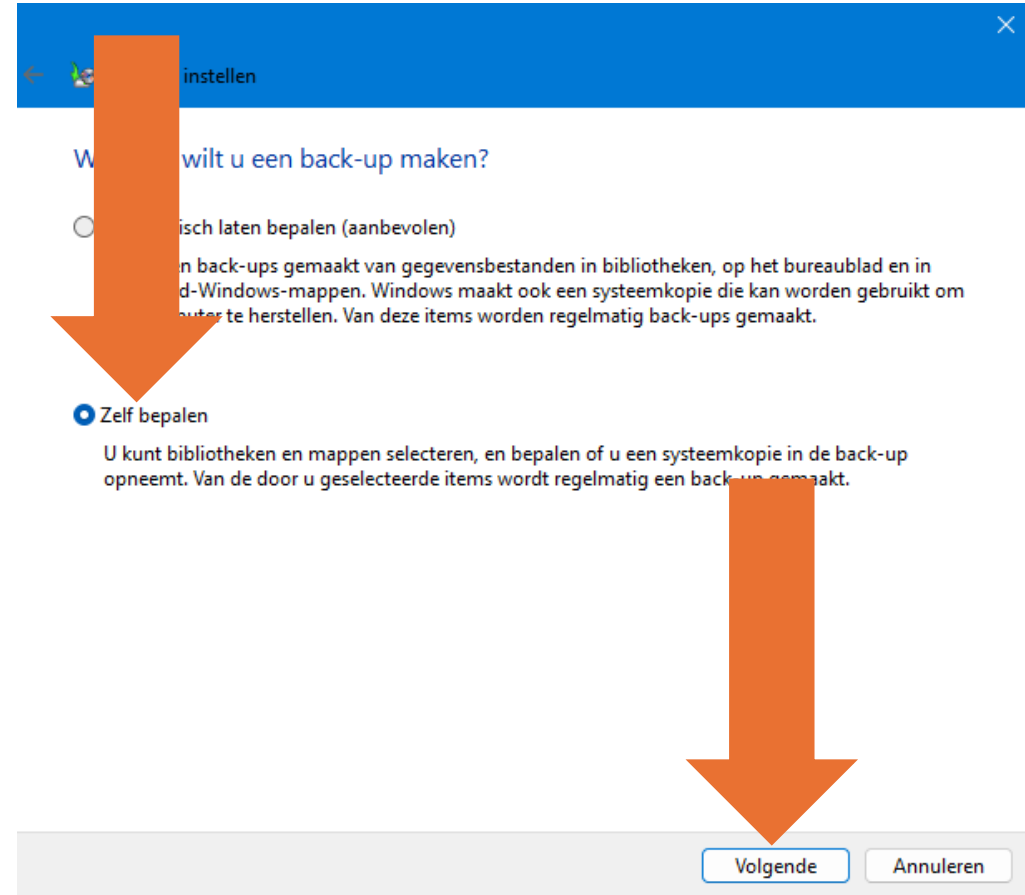 instellen
W wilt u een back-up maken?
isch laten bepalen (aanbevolen)
n back-ups gemaakt van gegevensbestanden in bibliotheken, op het bureaublad en in
d-Windows-mappen. Windows maakt ook een systeemkopie die kan worden gebruikt om
te herstellen. Van deze items worden regelmatig back-ups gemaakt.
Zelf bepalen
U kunt bibliotheken en mappen selecteren, en bepalen of u een systeemkopie in de back-up
opneemt. Van de door u geselecteerde items wordt regelmatig een back-up gemaakt.
Volgende Annuleren